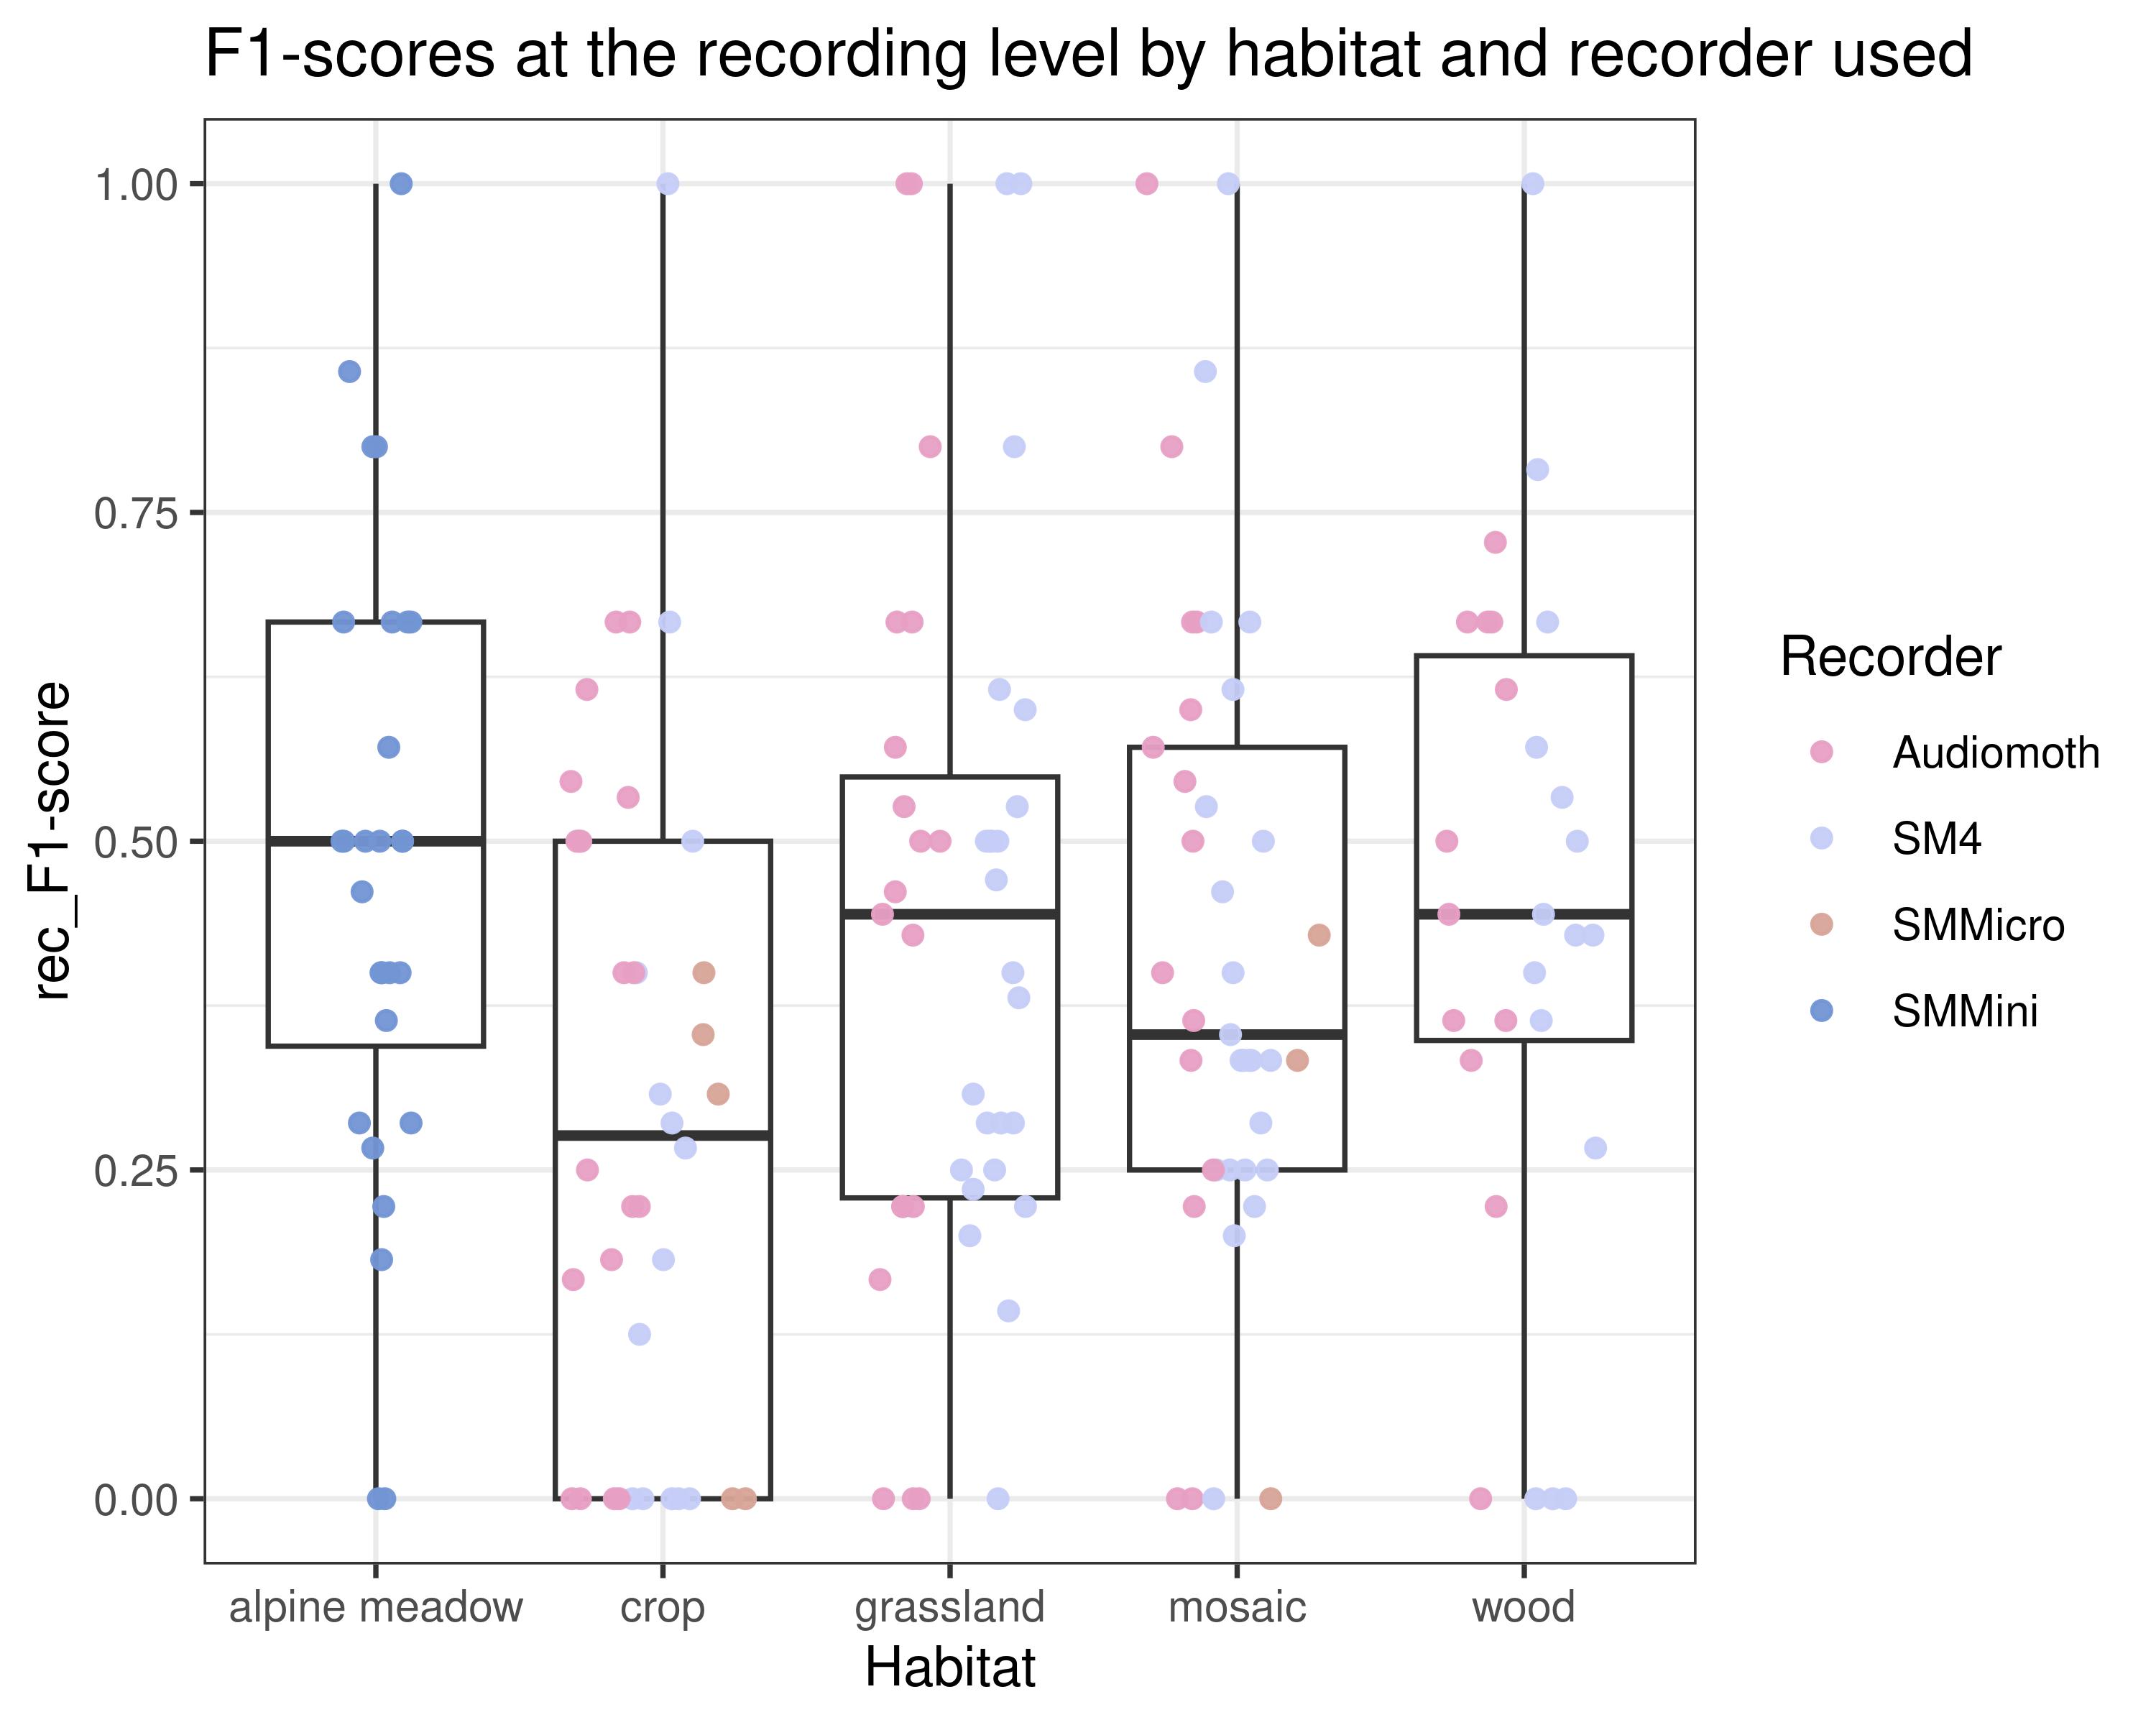 F1-scores at the recording level by habitat and recorder used
rec_F1-score
1.00
0.75
0.50
0.25
0.00
alpine meadow
crop
grassland
mosaic
wood
Habitat
Recorder
Audiomoth
SM4
SMMicro
SMMini